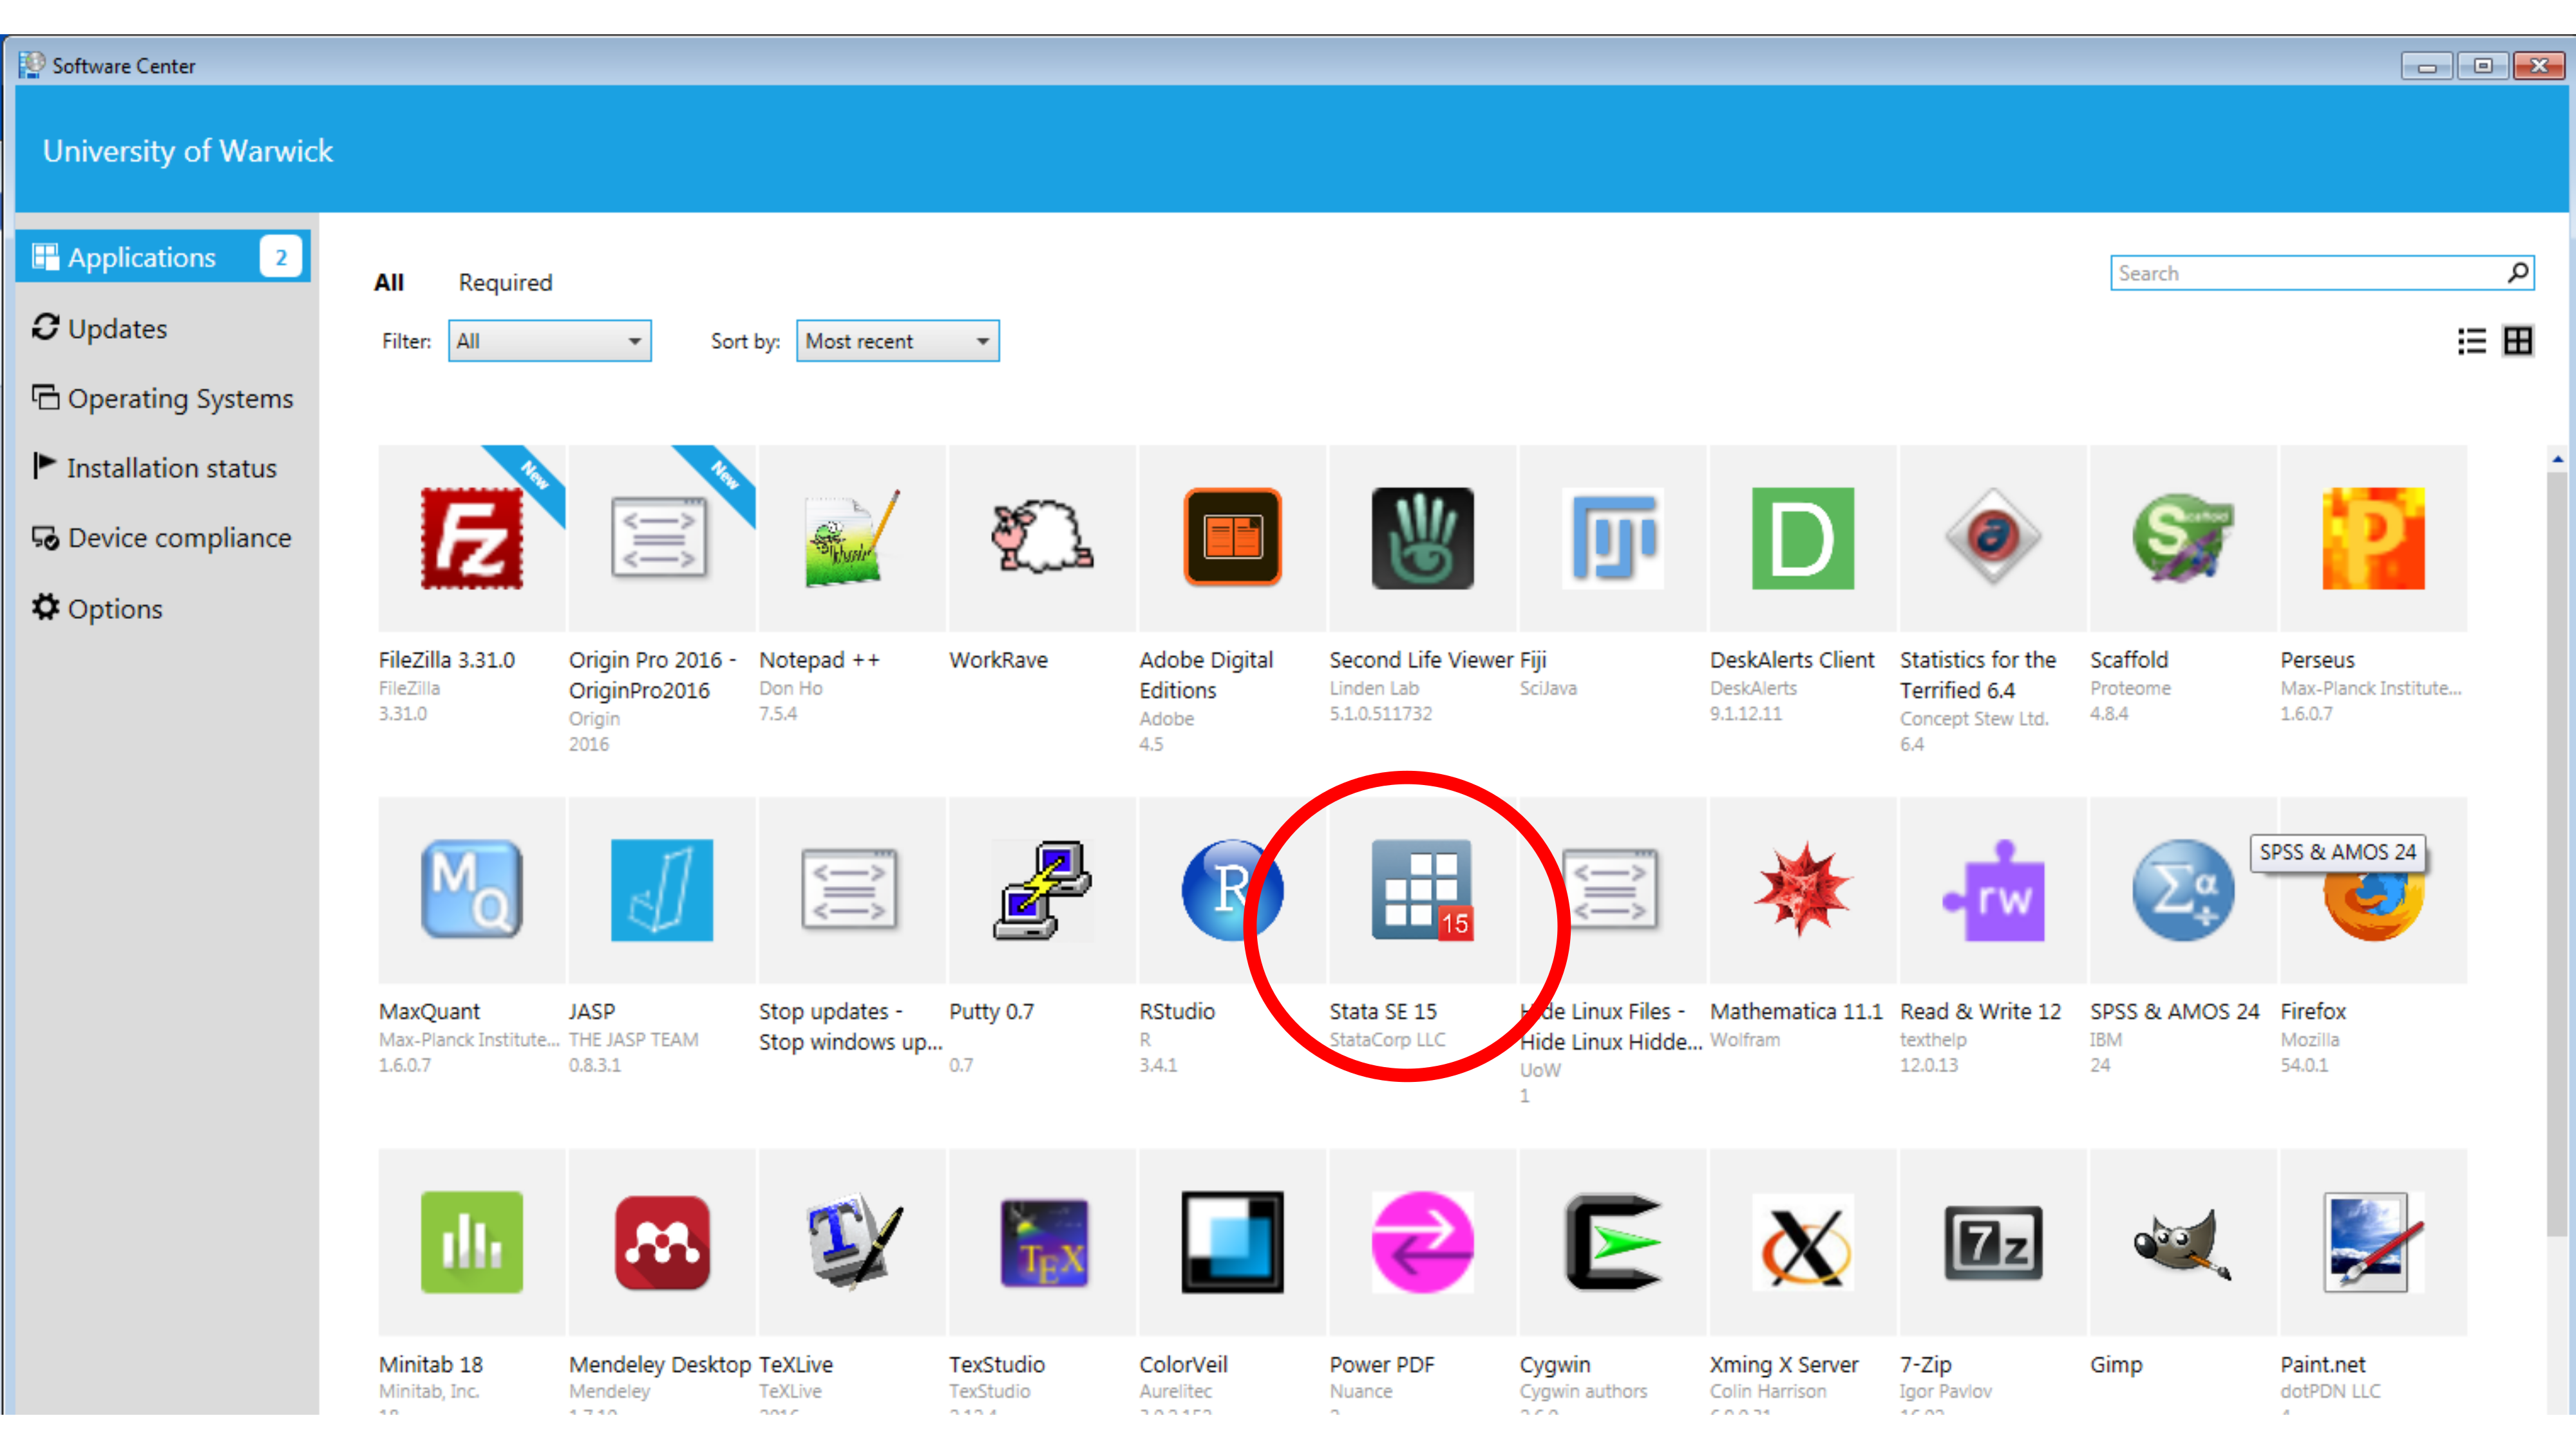 Software Center
University of Warwick
Applications 2
Updates
Operating Systems
Installation status
Device compliance
Options
All Required
Search
Filter: All Sort by: Most recent
New New
FileZilla 3.31.0
FileZilla
3.31.0
Origin Pro 2016 -
OriginPro2016
Origin
2016
Notepad ++
Don Ho
7.5.4
WorkRave
Adobe Digital
Editions
Adobe
4.5
Second Life Viewer
Linden Lab
5.1.0.511732
Fiji
SciJava
DeskAlerts Client
DeskAlerts
9.1.12.11
Statistics for the
Terrified 6.4
Concept Stew Ltd.
6.4
Scaffold
Proteome
4.8.4
Perseus
Max-Planck Institute...
1.6.0.7
MQ
R
15
rw
Σα+
SPSS & AMOS 24
MaxQuant
Max-Planck Institute...
1.6.0.7
JASP
THE JASP TEAM
0.8.3.1
Stop updates -
Stop windows up...
Putty 0.7
0.7
RStudio
R
3.4.1
Stata SE 15
StataCorp LLC
Hide Linux Files -
Hide Linux Hidde...
UoW
1
Mathematica 11.1
Wolfram
Read & Write 12
texthelp
12.0.13
SPSS & AMOS 24
IBM
24
Firefox
Mozilla
54.0.1
TEX
7z
Minitab 18
Minitab, Inc.
Mendeley Desktop
Mendeley
TeXLive
TeXLive
TexStudio
TexStudio
ColorVeil
Aurelitec
Power PDF
Nuance
Cygwin
Cygwin authors
Xming X Server
Colin Harrison
7-Zip
Igor Pavlov
Gimp
Paint.net
dotPDN LLC